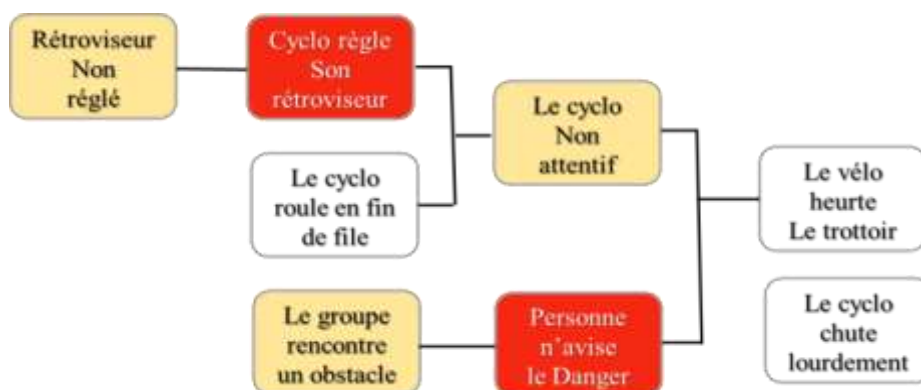 Rétroviseur
Non
réglé
Cyclo règle
Son
rétroviseur
Le cyclo
roule en fin
de file
Le cyclo
Non
attentif
Le groupe
rencontre
un obstacle
Personne
n'avise
le Danger
Le vélo
heurte
Le trottoir
Le cyclo
chute
lourdement